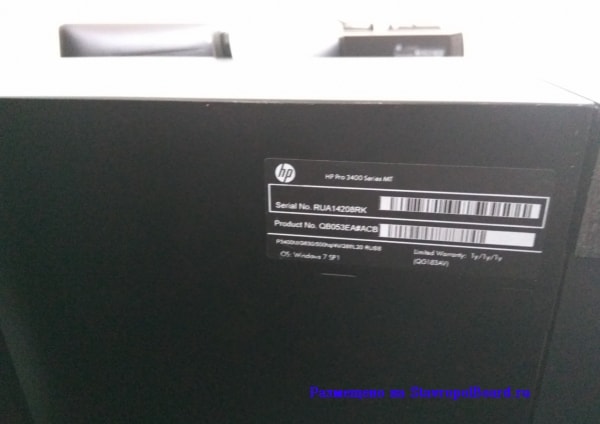 hp
HP Pro 3400 Series MT
Serial No. RUA14208RK
Product No. QB053EA#ACB
OS: Windows 7 SP1
Limited Warranty: 1y/1y/1y
(QG183AV)
Размещено на StavropolBoard.ru